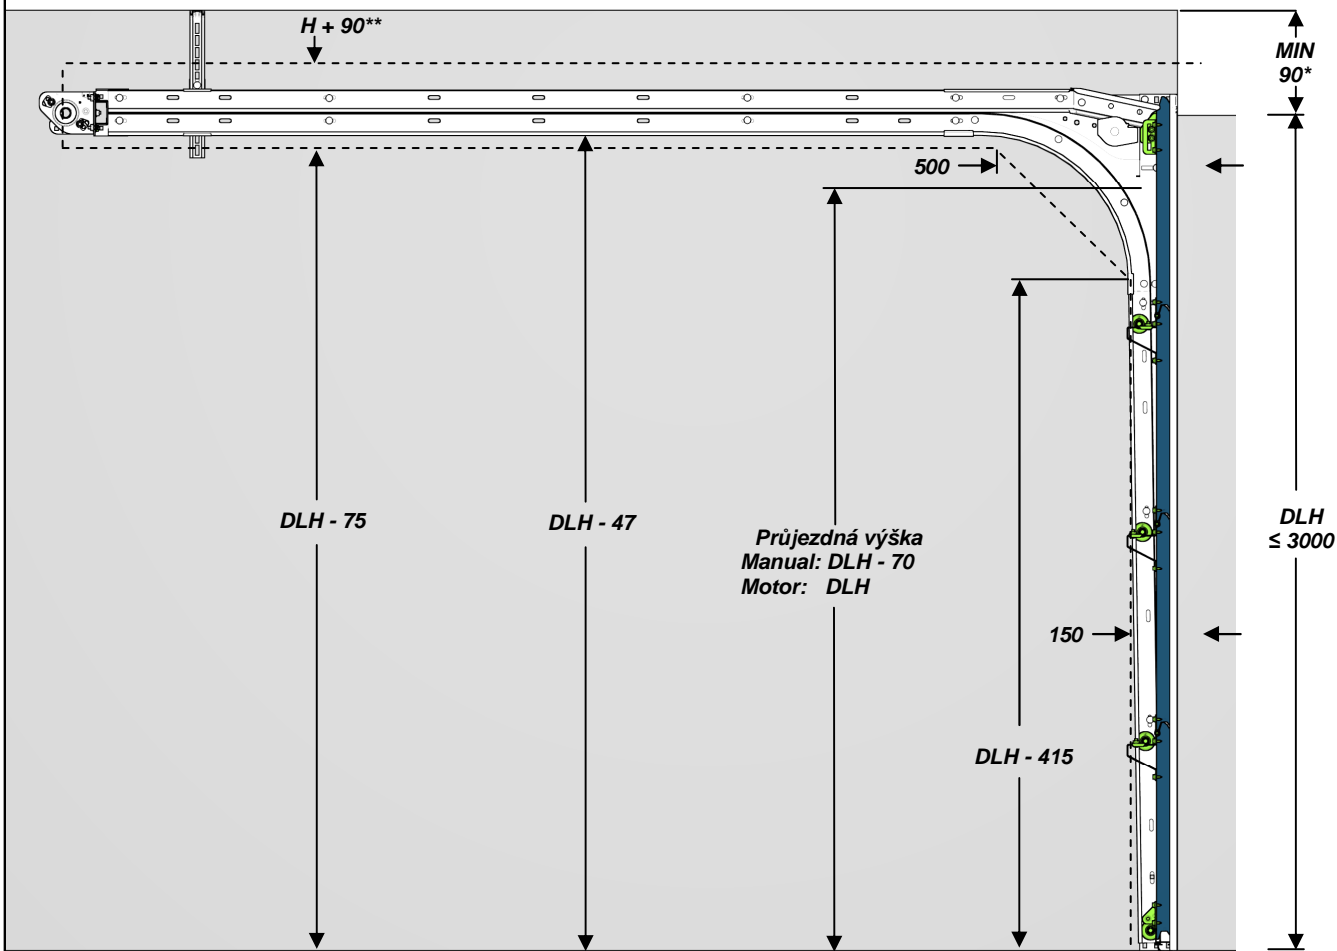 H + 90**
MIN
90*
500
DLH - 75
DLH - 47
Průjezdná výška
Manual: DLH - 70
Motor: DLH
DLH
≤ 3000
150
DLH - 415